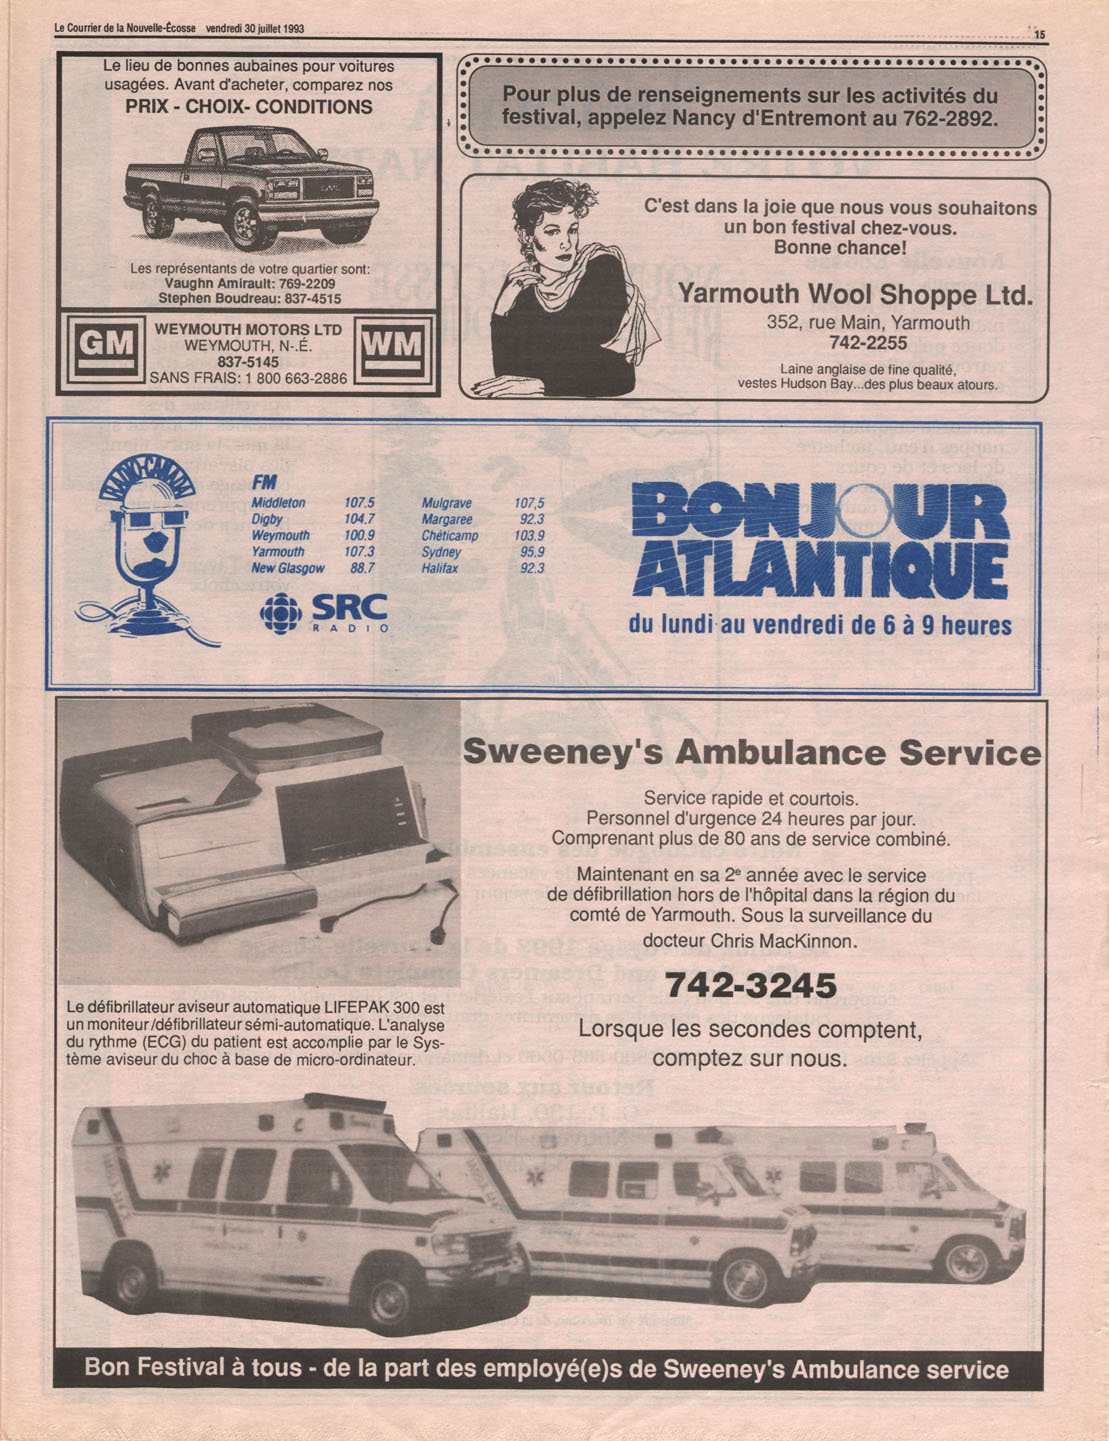 Le Courrier de la Nouvelle-Écosse vendredi 30 juillet 1993 15
Le lieu de bonnes aubaines pour voitures
usagées. Avant d'acheter, comparez nos
PRIX - CHOIX- CONDITIONS
GMC
Les représentants de votre quartier sont:
Vaughn Amirault: 769-2209
Stephen Boudreau: 837-4515
GM
WEYMOUTH MOTORS LTD
WEYMOUTH, N-.É.
837-5145
SANS FRAIS: 1 800 663-2886
WM
Pour plus de renseignements sur les activités du
festival, appelez Nancy d'Entremont au 762-2892.
C'est dans la joie que nous vous souhaitons
un bon festival chez-vous.
Bonne chance!
Yarmouth Wool Shoppe Ltd.
352, rue Main, Yarmouth
742-2255
Laine anglaise de fine qualité,
vestes Hudson Bay...des plus beaux atours.
RADIO-CANADA
FM
Middleton 107.5 Mulgrave 107,5
Digby 104.7 Margaree 92.3
Weymouth 100.9 Chéticamp 103.9
Yarmouth 107.3 Sydney 95.9
New Glasgow 88.7 Halifax 92.3
SRC
RADIO
BONJOUR
ATLANTIQUE
du lundi au vendredi de 6 à 9 heures
Sweeney's Ambulance Service
Service rapide et courtois.
Personnel d'urgence 24 heures par jour.
Comprenant plus de 80 ans de service combiné.
Maintenant en sa 2e année avec le service
de défibrillation hors de l'hôpital dans la région du
comté de Yarmouth. Sous la surveillance du
docteur Chris MacKinnon.
742-3245
Lorsque les secondes comptent,
comptez sur nous.
Le défibrillateur aviseur automatique LIFEPAK 300 est
un moniteur/défibrillateur sémi-automatique. L'analyse
du rythme (ECG) du patient est accomplie par le Sys-
tème aviseur du choc à base de micro-ordinateur.
Bon Festival à tous - de la part des employé(e)s de Sweeney's Ambulance service